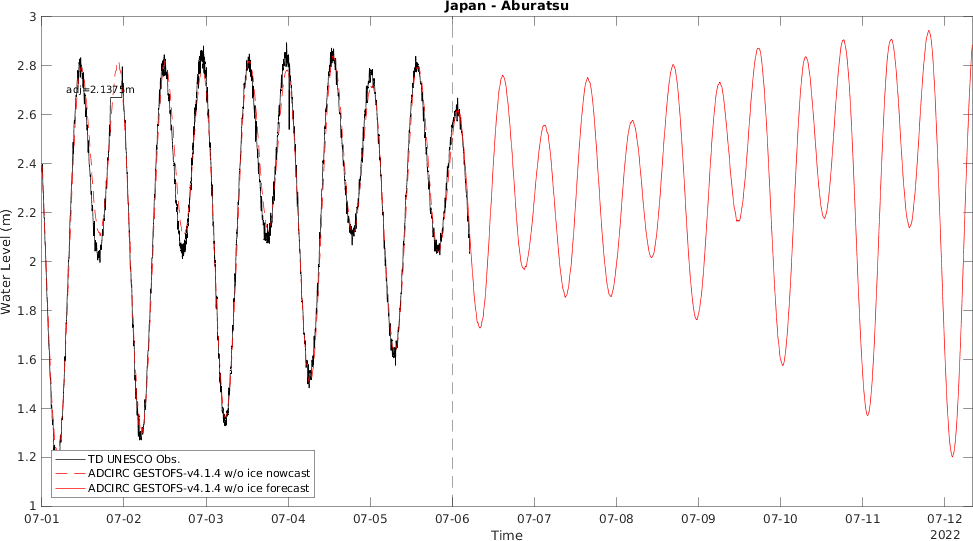 Japan - Aburatsu
3
2.8
adj=2.1375m
2.6
2.4
2.2
2
1.8
1.6
1.4
1.2
1
Water Level (m)
TD UNESCO Obs.
ADCIRC GESTOFS-v4.1.4 w/o ice nowcast
ADCIRC GESTOFS-v4.1.4 w/o ice forecast
07-01 07-02 07-03 07-04 07-05 07-06 07-07 07-08 07-09 07-10 07-11 07-12
2022
Time